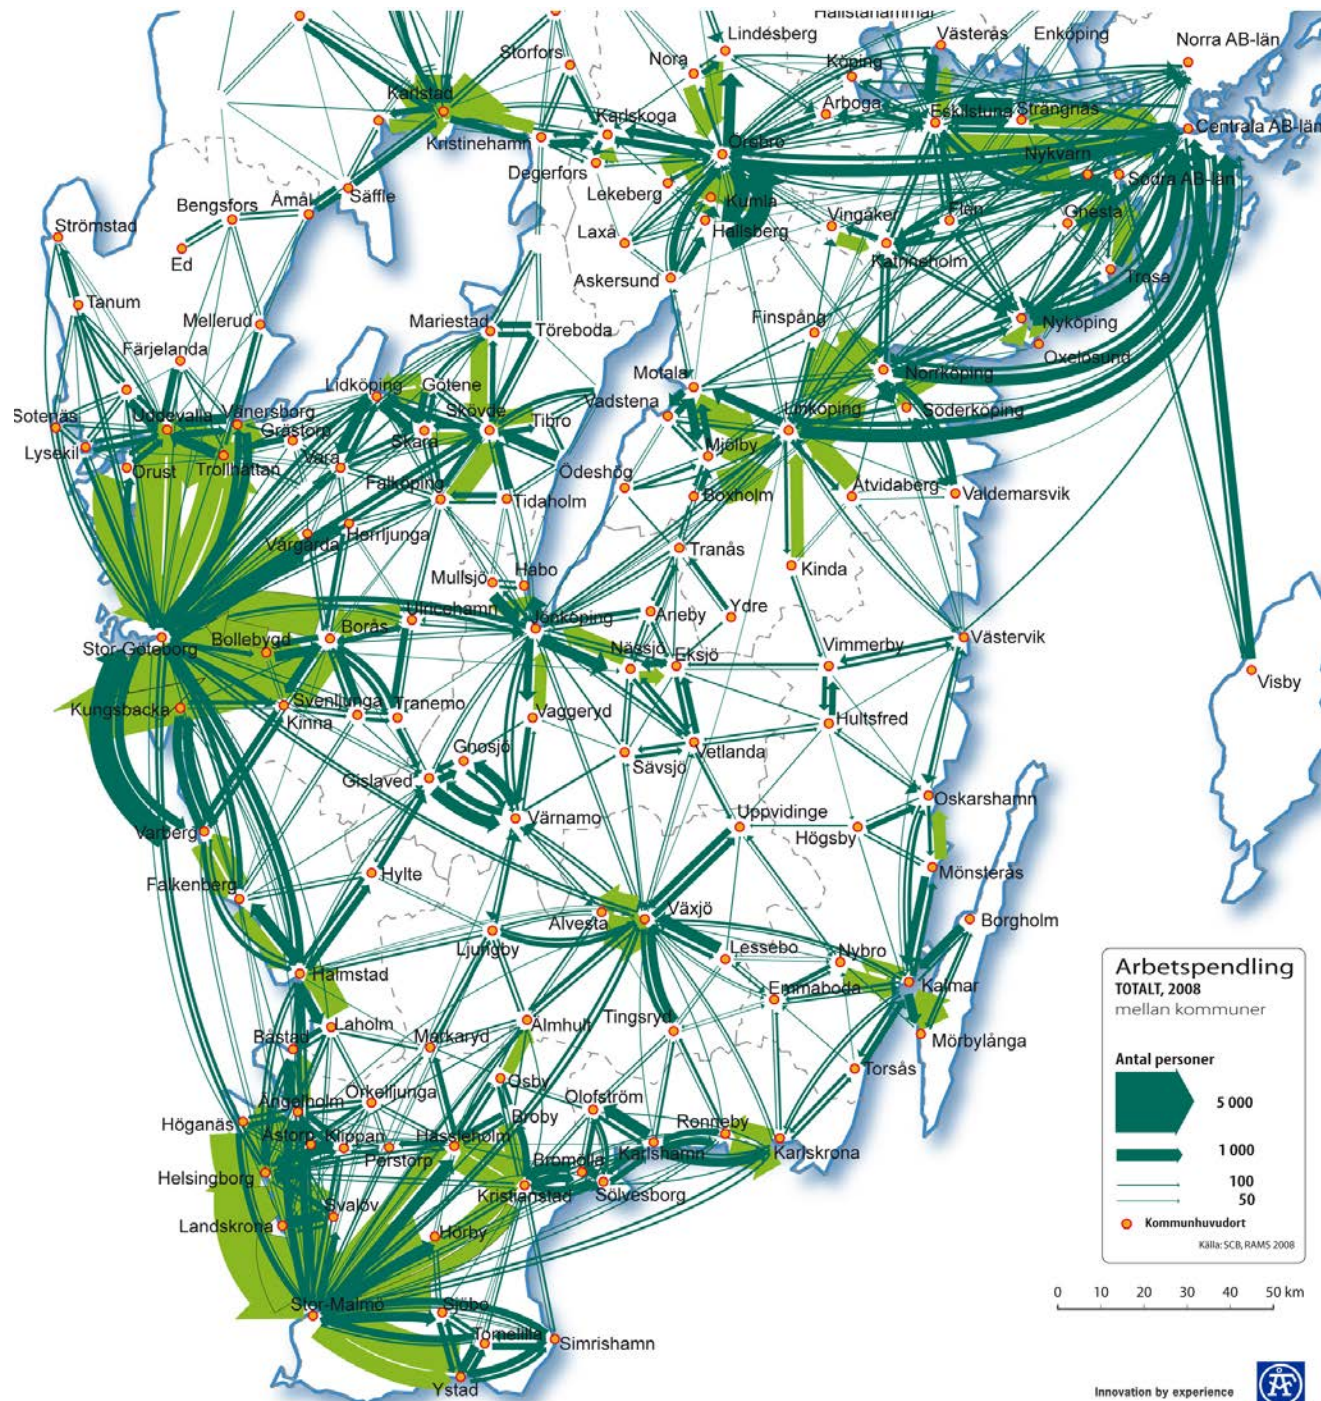 Hallstahammar
Lindesberg
Västerås
Enköping
Storfors
Nora
Köping
Norra AB-län
Karlstad
Arboga
Eskilstuna
Strängnäs
Karlskoga
Centrala AB-län
Kristinehamn
Örebro
Degerfors
Nykvarn
Södra AB-län
Lekeberg
Kumla
Säffle
Åmål
Bengsfors
Vingåker
Flen
Gnesta
Strömstad
Laxå
Hallsberg
Ed
Katrineholm
Askersund
Trosa
Tanum
Mellerud
Mariestad
Töreboda
Finspång
Nyköping
Färjelanda
Oxelösund
Lidköping
Götene
Motala
Norrköping
Sotenäs
Uddevalla
Vänersborg
Skövde
Tibro
Vadstena
Linköping
Söderköping
Grästorp
Lysekil
Skara
Mjölby
Orust
Trollhättan
Vara
Ödeshög
Falköping
Tidaholm
Boxholm
Åtvidaberg
Valdemarsvik
Herrljunga
Vårgårda
Tranås
Mullsjö
Habo
Kinda
Ulricehamn
Jönköping
Aneby
Ydre
Stor-Göteborg
Bollebygd
Borås
Västervik
Nässjö
Eksjö
Vimmerby
Visby
Kungsbacka
Svenljunga
Tranemo
Kinna
Vaggeryd
Hultsfred
Gnosjö
Sävsjö
Vetlanda
Gislaved
Oskarshamn
Varberg
Värnamo
Uppvidinge
Högsby
Hylte
Mönsterås
Falkenberg
Alvesta
Växjö
Borgholm
Ljungby
Lessebo
Nybro
Halmstad
Emmaboda
Kalmar
Laholm
Älmhult
Tingsryd
Båstad
Markaryd
Mörbylånga
Torsås
Osby
Örkelljunga
Olofström
Ängelholm
Broby
Ronneby
Höganäs
Åstorp
Klippan
Perstorp
Hässleholm
Karlshamn
Karlskrona
Helsingborg
Bromölla
Kristianstad
Sölvesborg
Svalöv
Landskrona
Hörby
Stor-Malmö
Sjöbo
Tomelilla
Simrishamn
Ystad
Arbetspendling
TOTALT, 2008
mellan kommuner
Antal personer
5 000
1 000
100
50
Kommunhuvudort
Källa: SCB, RAMS 2008
0 10 20 30 40 50 km
Innovation by experience
ÅF